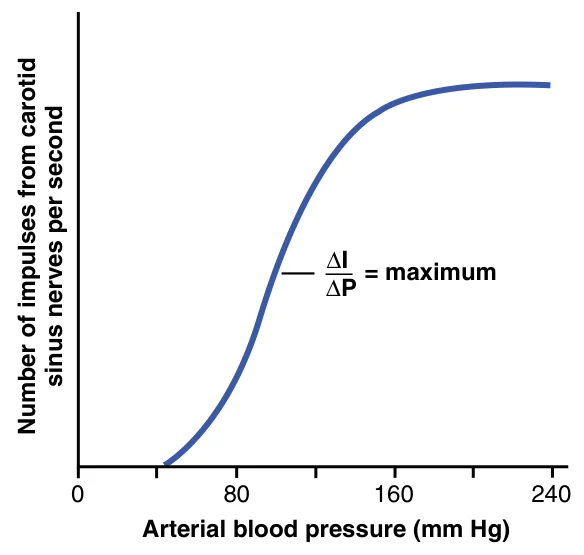 Number of impulses from carotid
sinus nerves per second
ΔI
ΔP
= maximum
0 80 160 240
Arterial blood pressure (mm Hg)